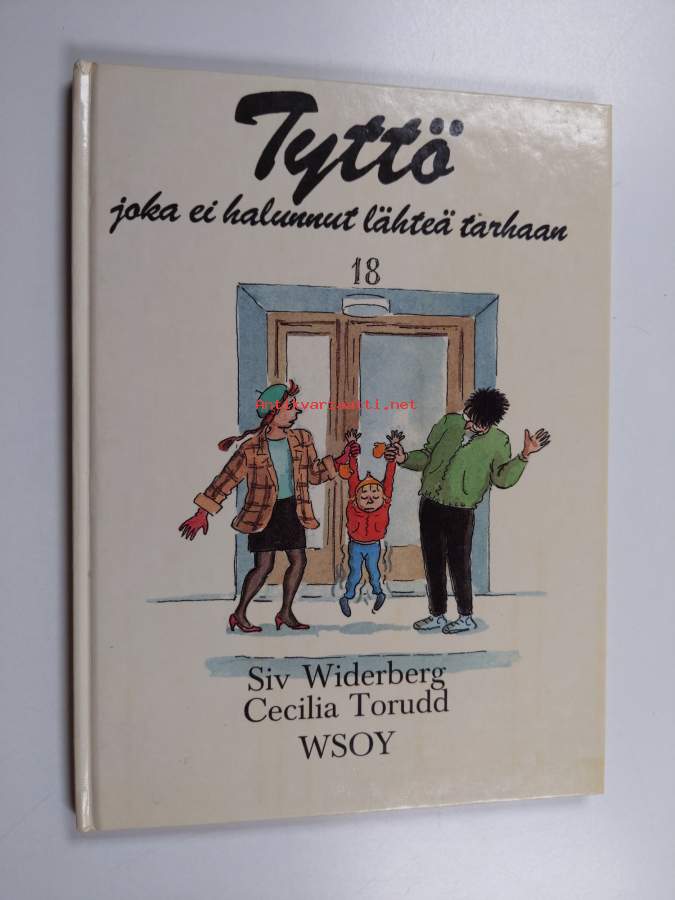 Tyttö
joka ei halunnut lähteä tarhaan
18
Antikvariaatti.net
Siv Widerberg
Cecilia Torudd
WSOY